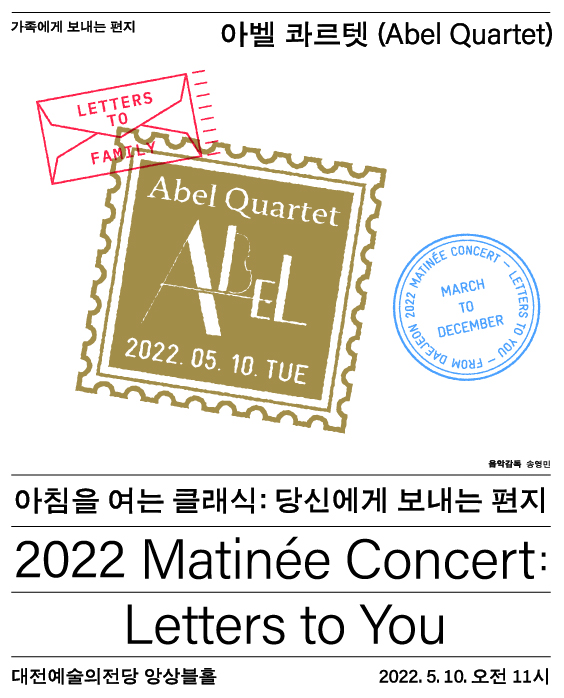 가족에게 보내는 편지
아벨 콰르텟 (Abel Quartet)
LETTERS
TO
FAMILY
Abel Quartet
ABEL
2022. 05. 10. TUE
2022 MATINÉE CONCERT – LETTERS TO YOU – FROM DAEJEON
MARCH
TO
DECEMBER
음악감독 송영민
아침을 여는 클래식: 당신에게 보내는 편지
2022 Matinée Concert:
Letters to You
대전예술의전당 앙상블홀
2022. 5. 10. 오전 11시